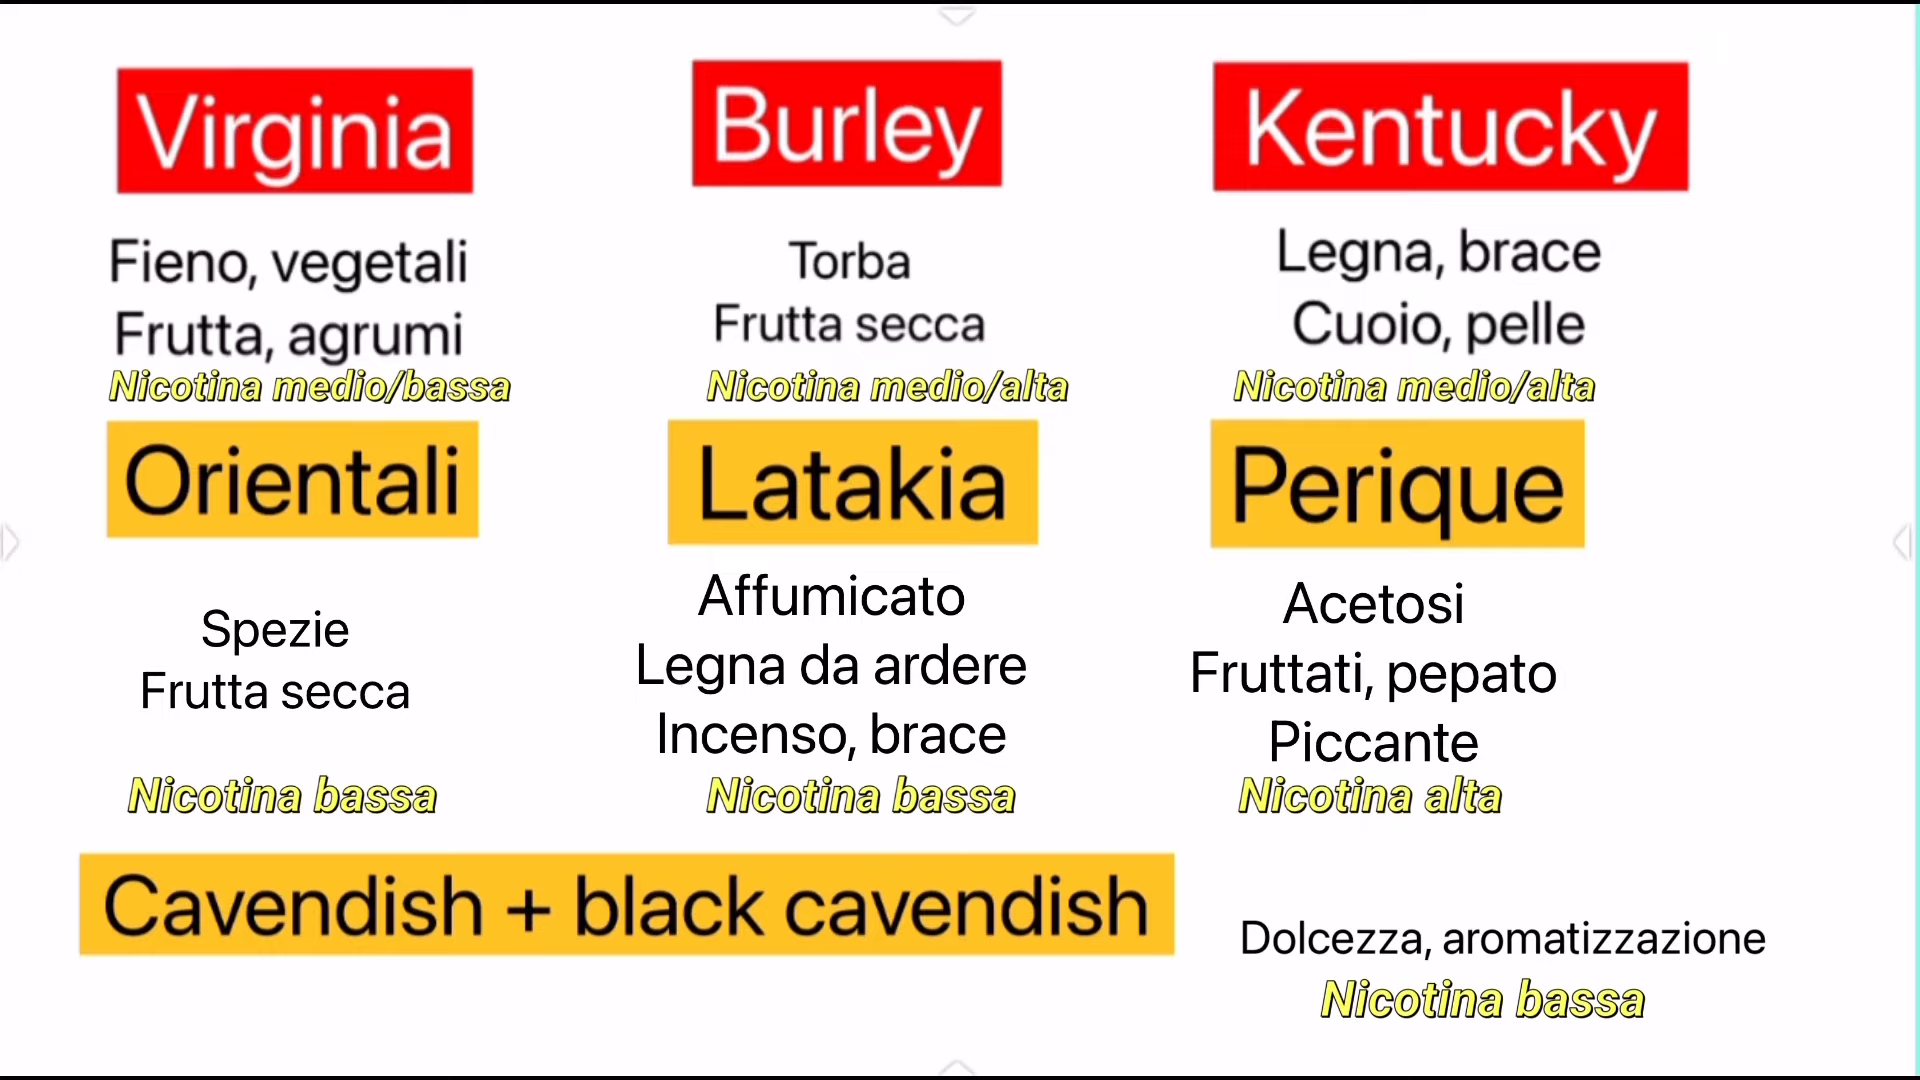 Virginia
Burley
Kentucky
Fieno, vegetali
Frutta, agrumi
Nicotina medio/bassa
Torba
Frutta secca
Nicotina medio/alta
Legna, brace
Cuoio, pelle
Nicotina medio/alta
Orientali
Latakia
Perique
Spezie
Frutta secca
Nicotina bassa
Affumicato
Legna da ardere
Incenso, brace
Nicotina bassa
Acetosi
Fruttati, pepato
Piccante
Nicotina alta
Cavendish + black cavendish
Dolcezza, aromatizzazione
Nicotina bassa